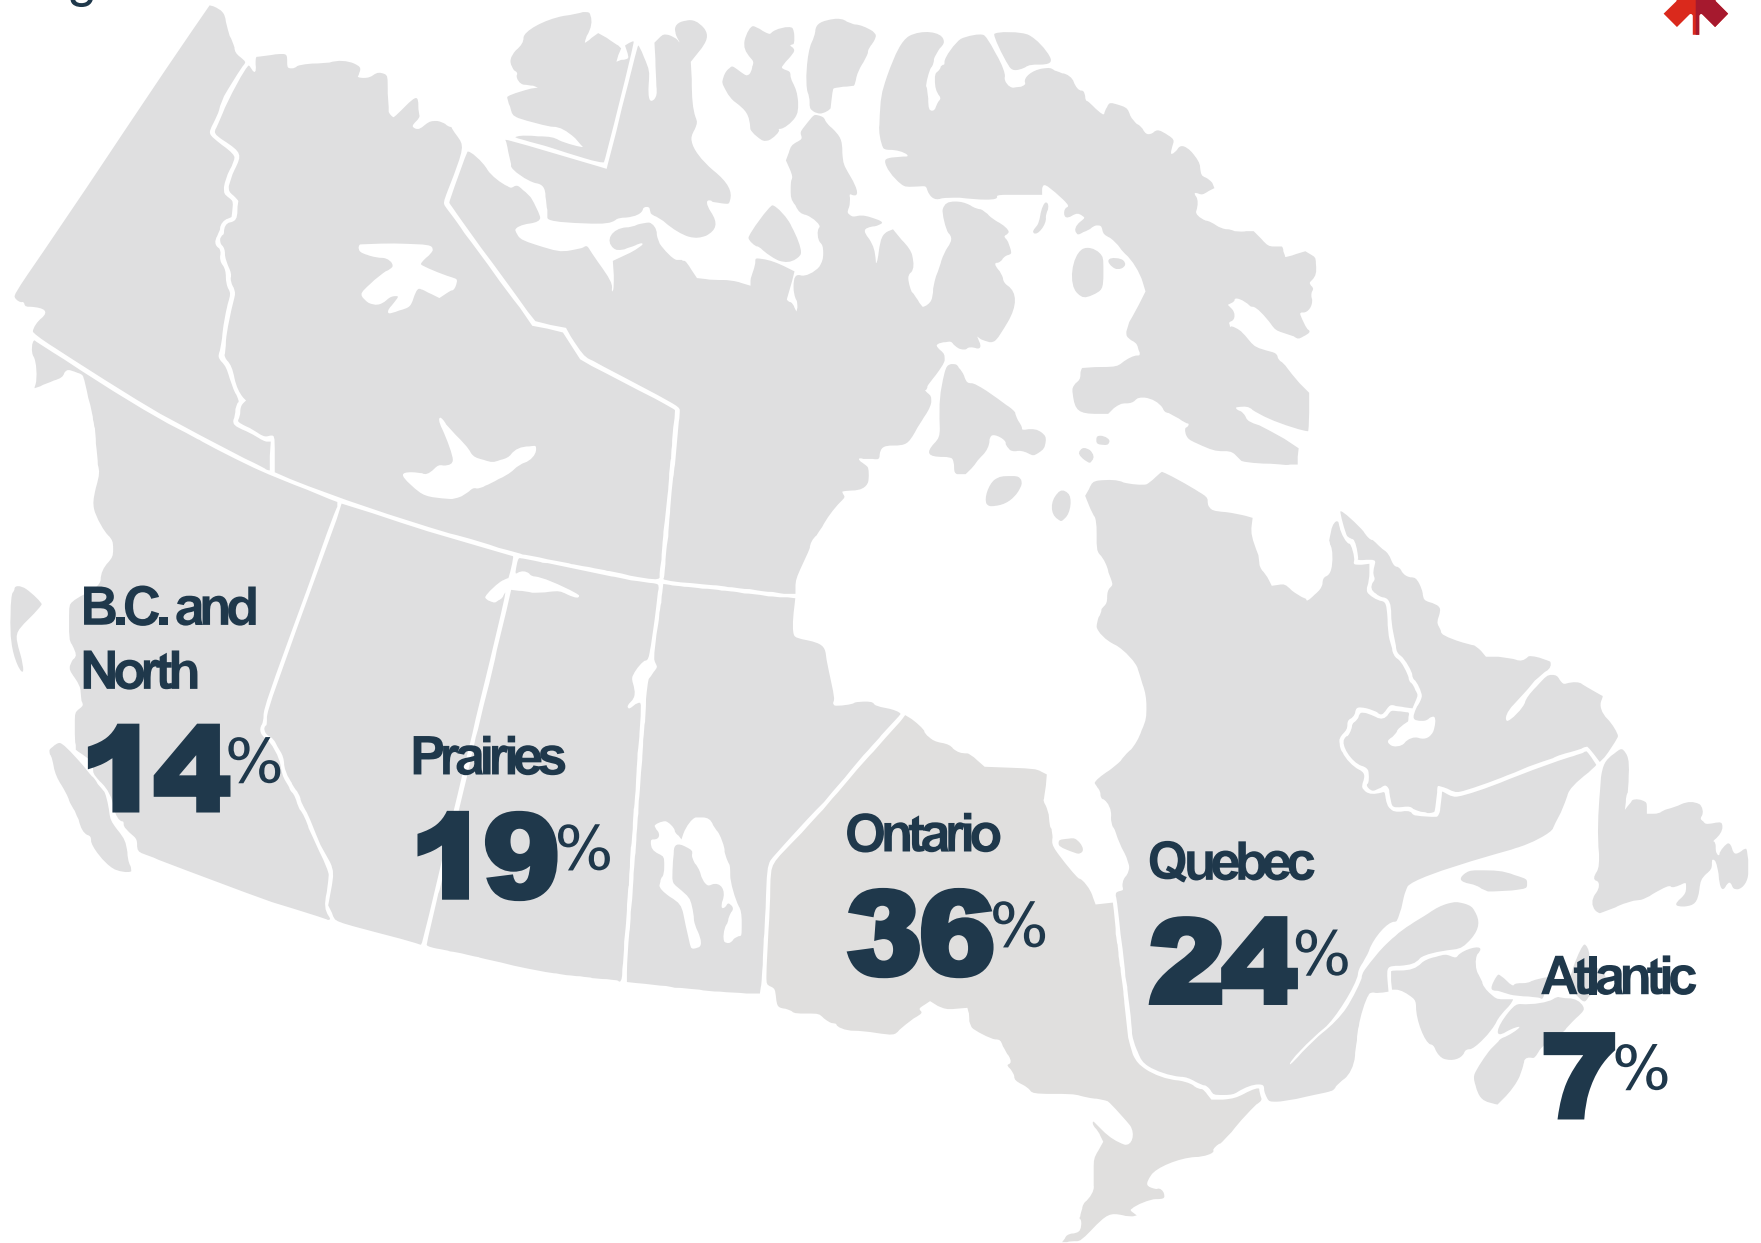 B.C. and
North
14%
Prairies
19%
Ontario
36%
Quebec
24%
Atlantic
7%